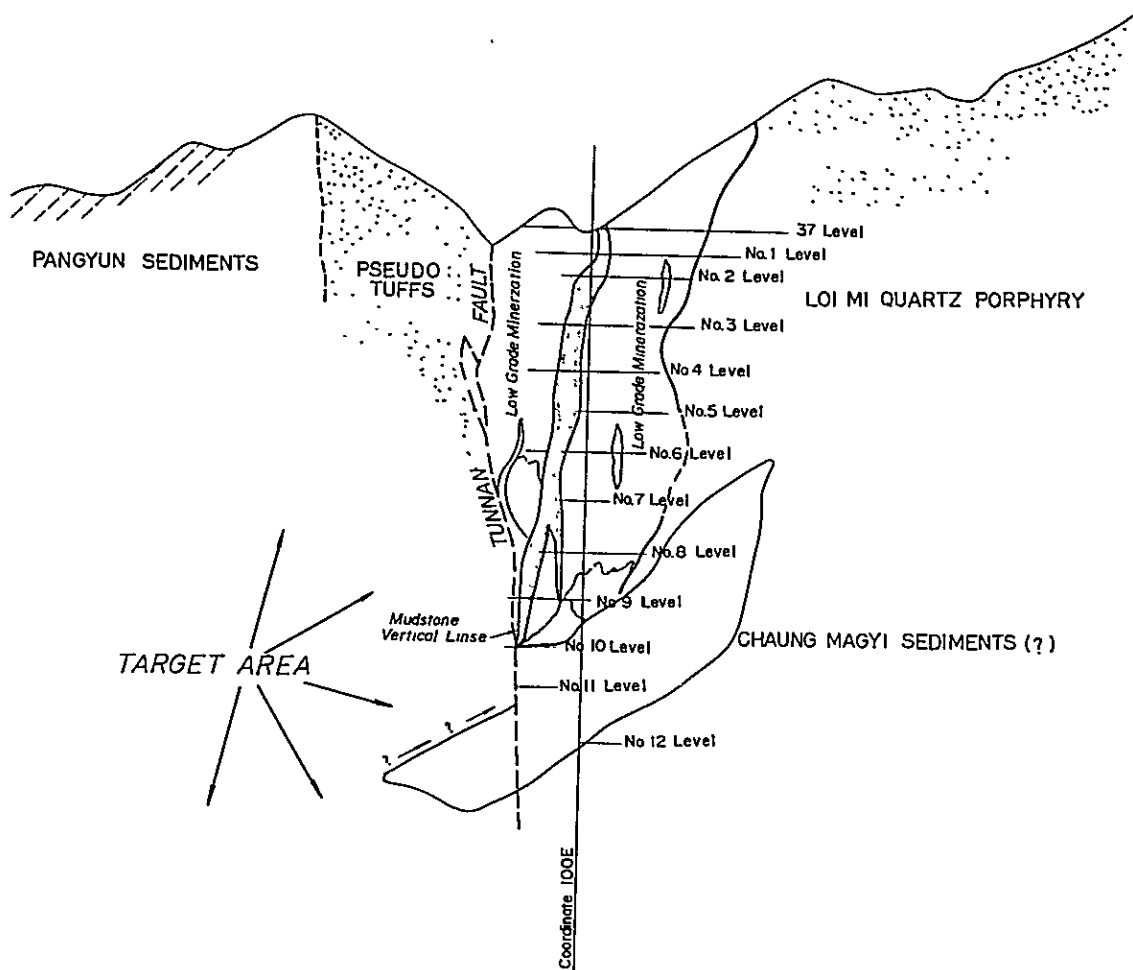 37 Level
No. 1 Level
PANGYUN SEDIMENTS
PSEUDO
TUFFS
TUNNAN FAULT
Low Grade Minerzation
No. 2 Level
Low Grade Minarazation
LOI MI QUARTZ PORPHYRY
No. 3 Level
No 4 Level
No. 5 Level
No. 6 Level
No. 7 Level
No. 8 Level
No 9 Level
Mudstone
Vertical Linse
No 10 Level
CHAUNG MAGYI SEDIMENTS (?)
TARGET AREA
No. 11 Level
?
?
No 12 Level
Coordinate 100E